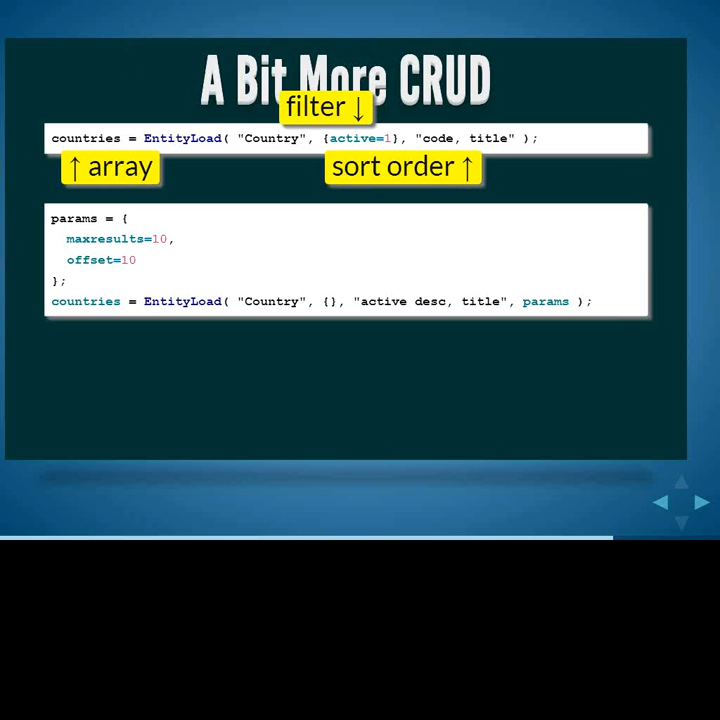 A Bit More CRUD
filter ↓
countries = EntityLoad( "Country", {active=1}, "code, title" );
↑ array
sort order ↑
params = {
maxresults=10,
offset=10
};
countries = EntityLoad( "Country", {}, "active desc, title", params );